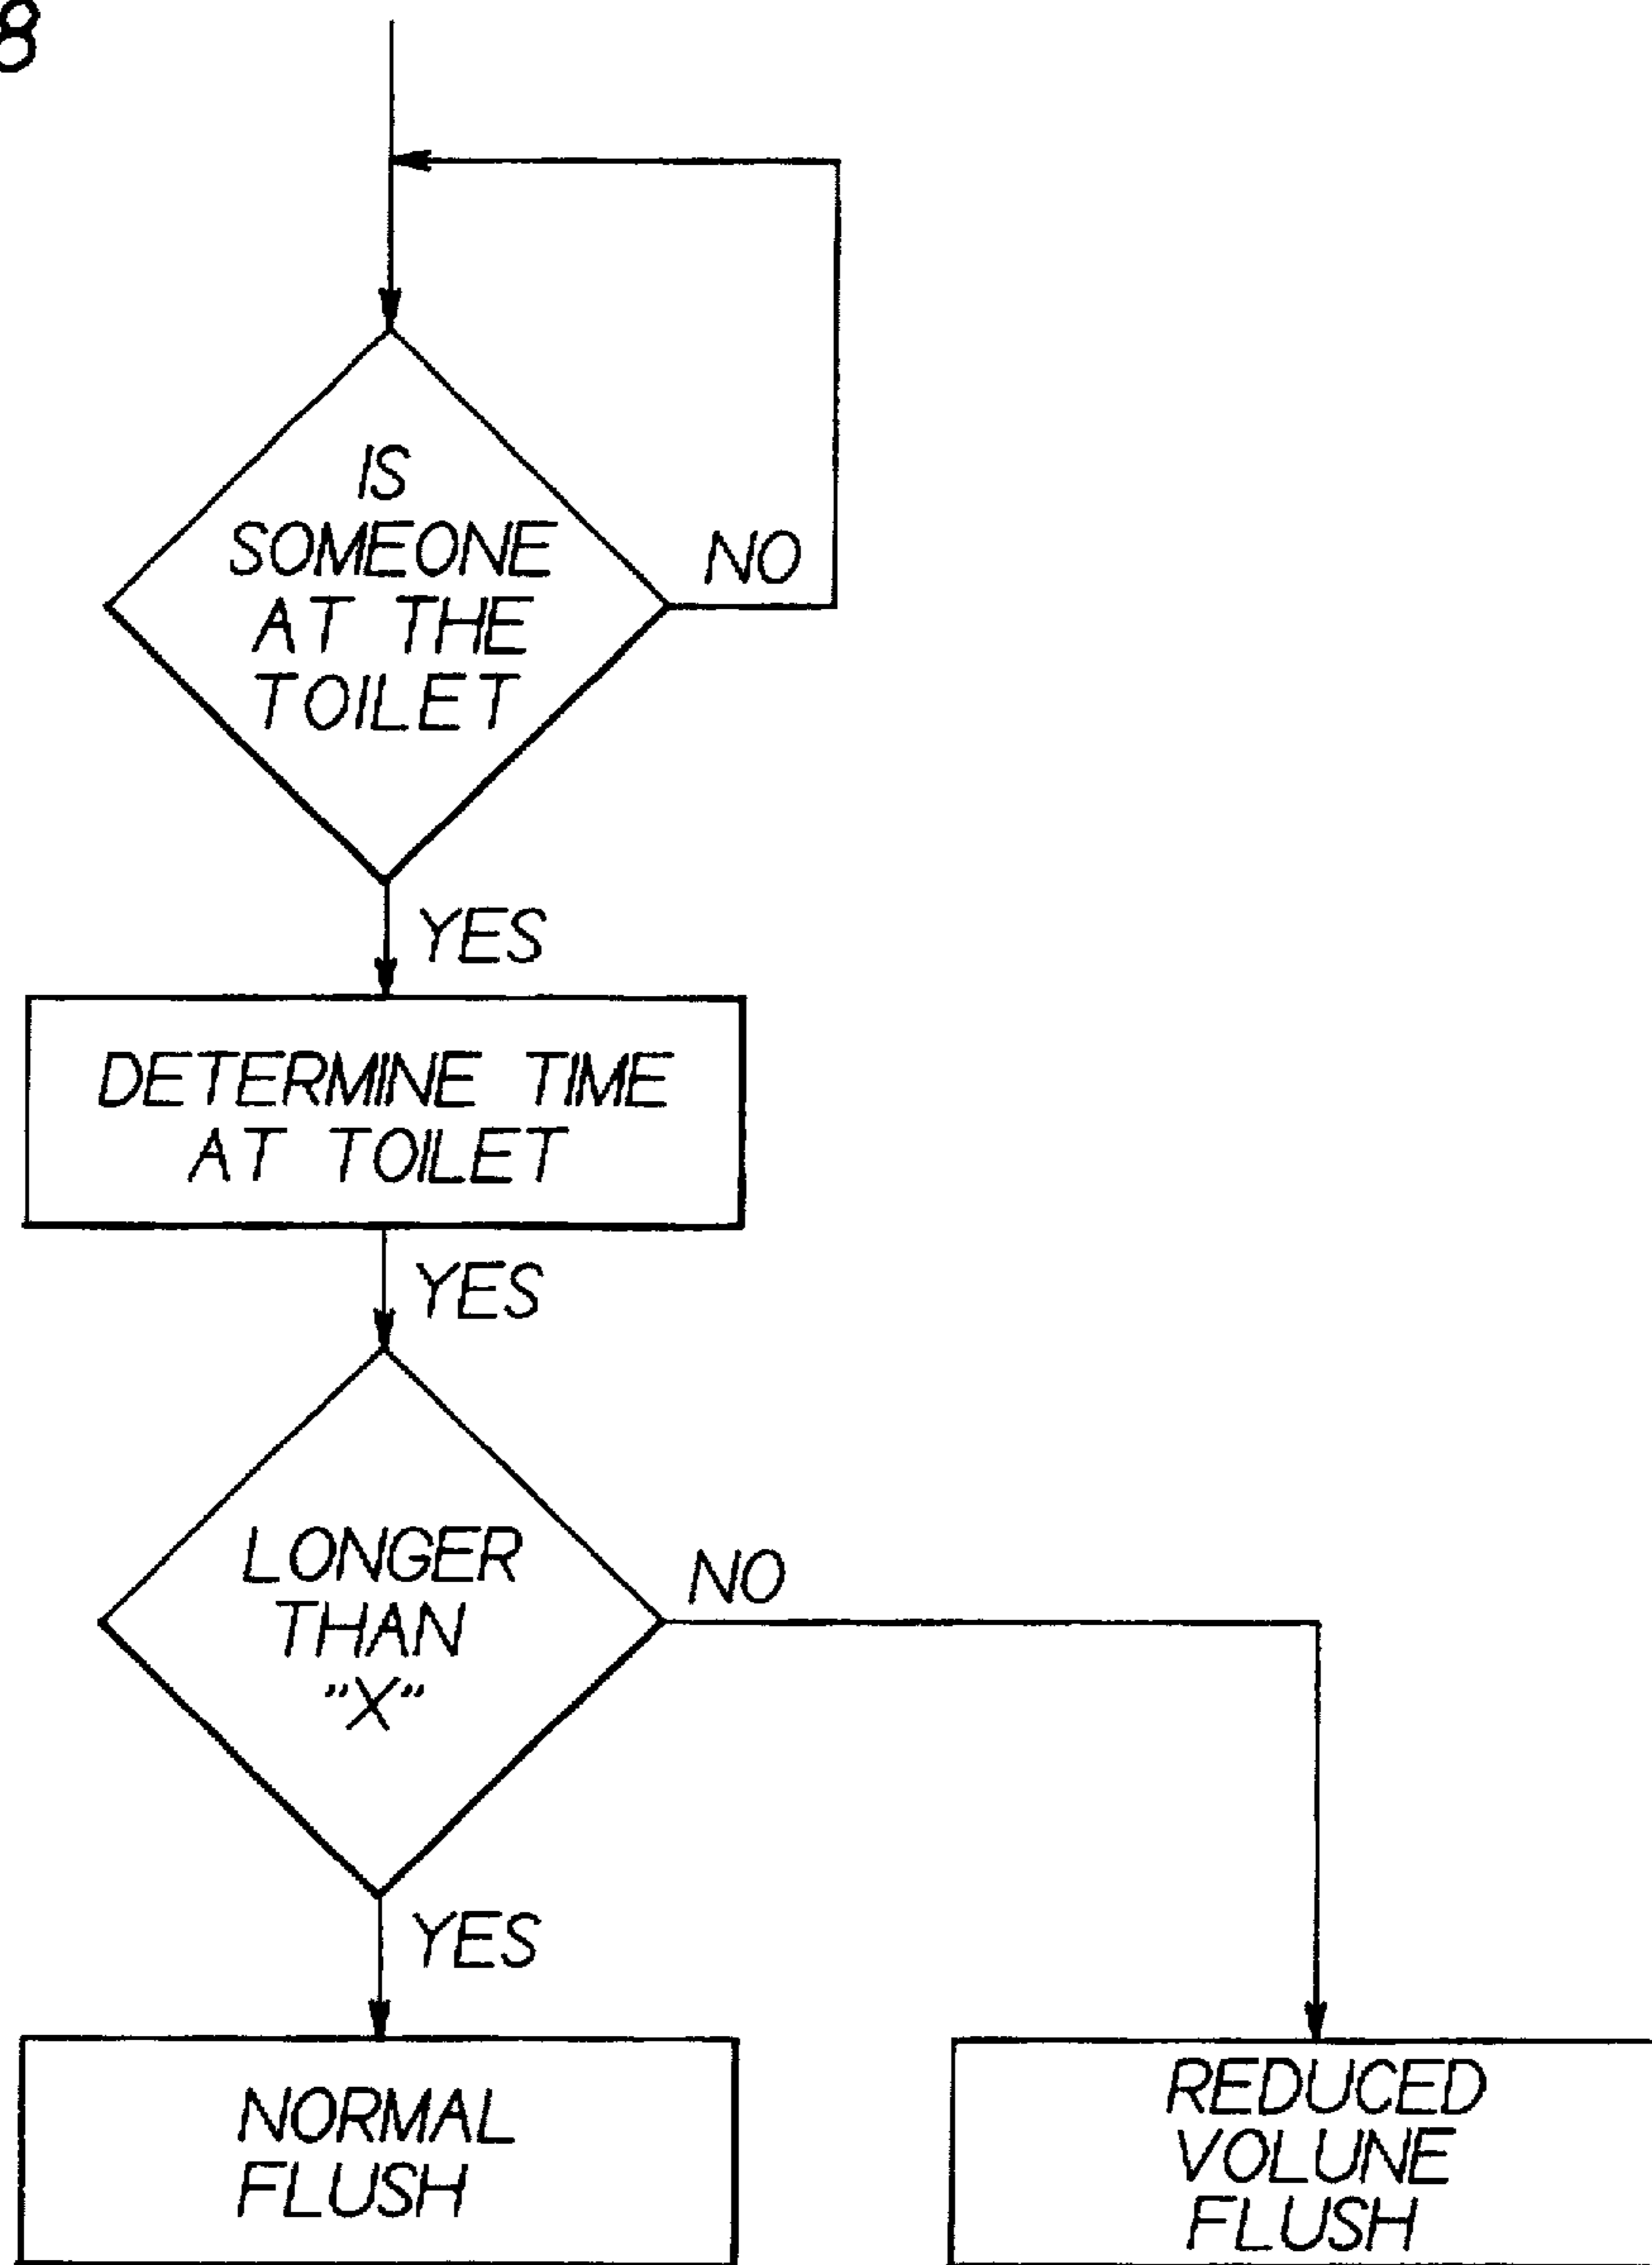 8
IS
SOMEONE
AT THE
TOILET
NO
YES
DETERMINE TIME
AT TOILET
YES
LONGER
THAN
"X"
NO
YES
NORMAL
FLUSH
REDUCED
VOLUNE
FLUSH